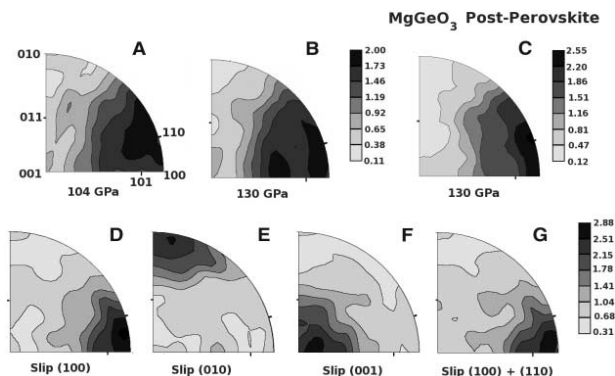 MgGeO3 Post-Perovskite
010
A
B
C
011
110
001
101
100
104 GPa
130 GPa
2.00
1.73
1.46
1.19
0.92
0.65
0.38
0.11
130 GPa
2.55
2.20
1.86
1.51
1.16
0.81
0.47
0.12
D
E
F
G
2.88
2.51
2.15
1.78
1.41
1.04
0.68
0.31
Slip (100)
Slip (010)
Slip (001)
Slip (100) + (110)